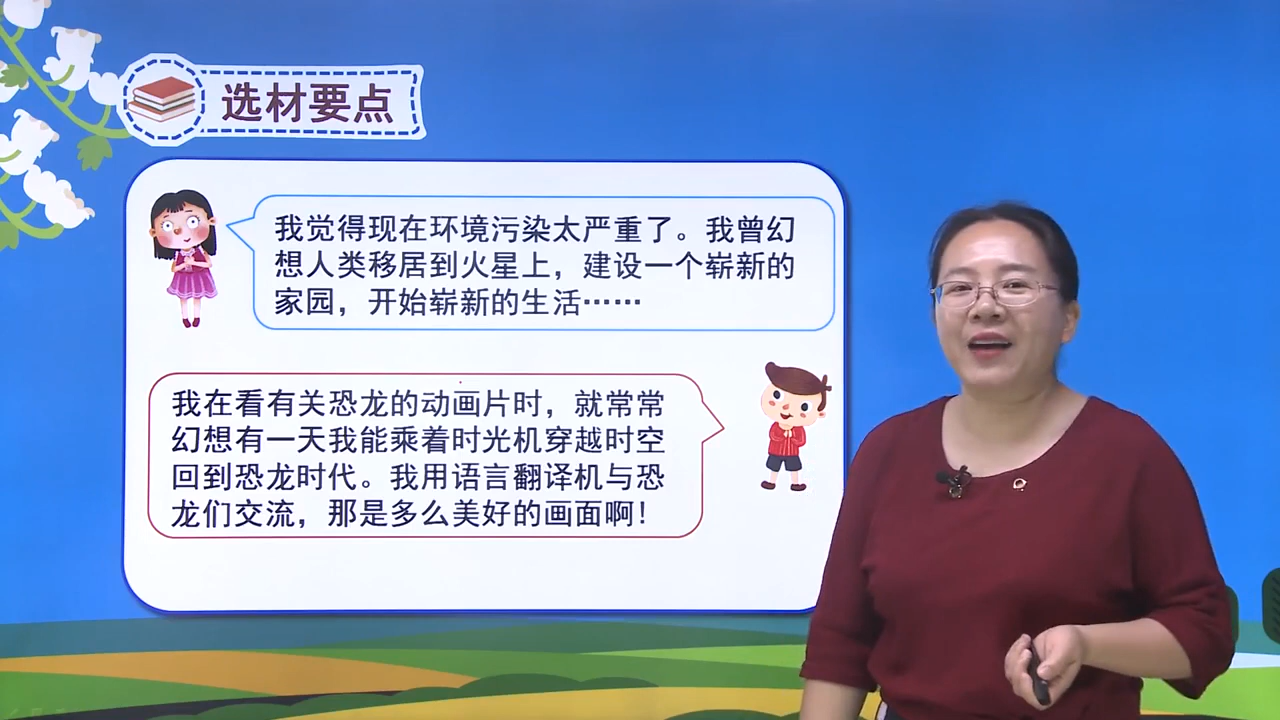 选材要点
我觉得现在环境污染太严重了。我曾幻
想人类移居到火星上，建设一个崭新的
家园，开始崭新的生活……
我在看有关恐龙的动画片时，就常常
幻想有一天我能乘着时光机穿越时空
回到恐龙时代。我用语言翻译机与恐
龙们交流，那是多么美好的画面啊!